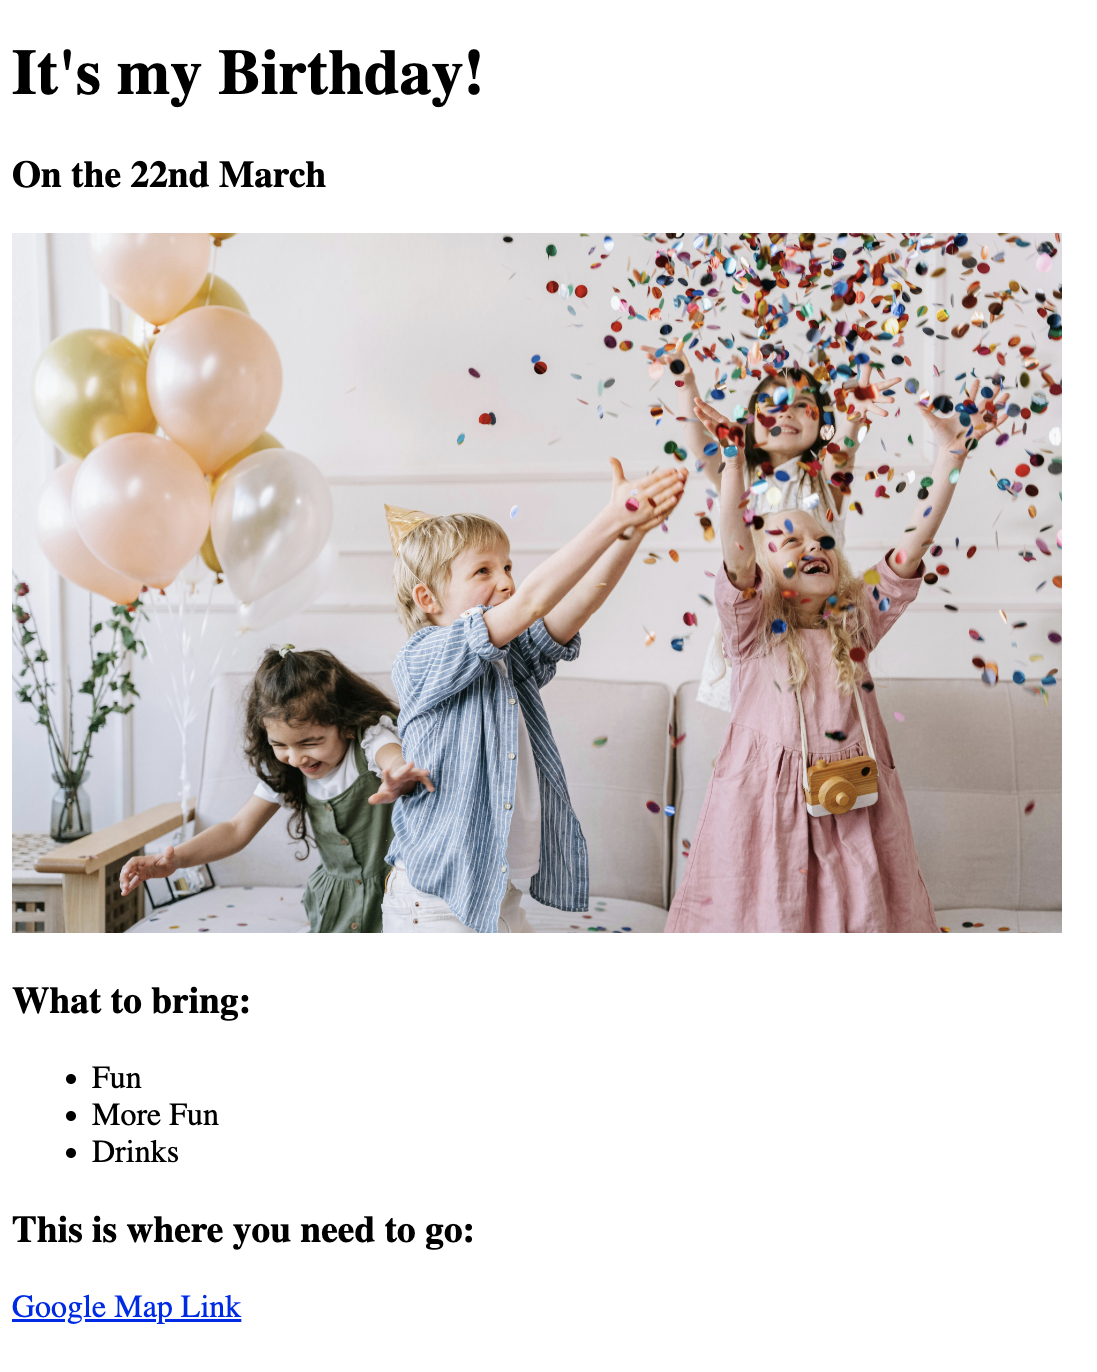 It's my Birthday!
On the 22nd March
What to bring:
Fun
More Fun
Drinks
This is where you need to go:
Google Map Link